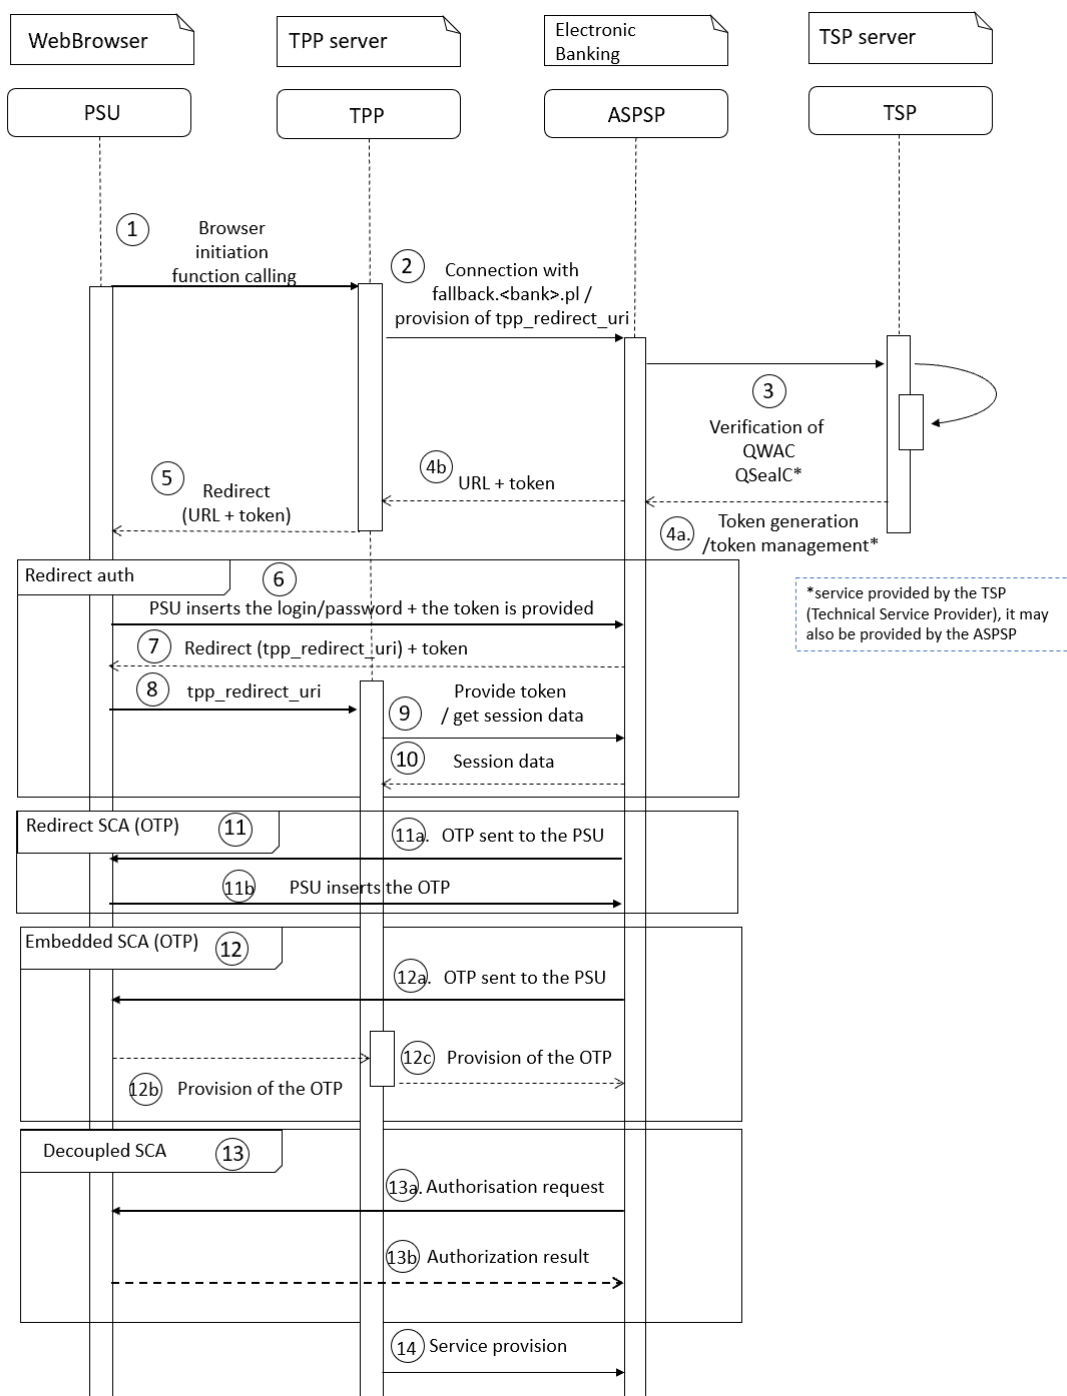 WebBrowser
TPP server
Electronic
Banking
TSP server
PSU
TPP
ASPSP
TSP
1
Browser
initiation
function calling
2
Connection with
fallback.<bank>.pl /
provision of tpp_redirect_uri
3
Verification of
QWAC
QSealC*
4b
URL + token
5
Redirect
(URL + token)
4a.
Token generation
/token management*
Redirect auth
6
PSU inserts the login/password + the token is provided
*service provided by the TSP
(Technical Service Provider), it may
also be provided by the ASPSP
7
Redirect (tpp_redirect_uri) + token
8
tpp_redirect_uri
9
Provide token
/ get session data
10
Session data
Redirect SCA (OTP)
11
11a. OTP sent to the PSU
11b
PSU inserts the OTP
Embedded SCA (OTP)
12
12a. OTP sent to the PSU
12c Provision of the OTP
12b Provision of the OTP
Decoupled SCA
13
13a. Authorisation request
13b Authorization result
14 Service provision